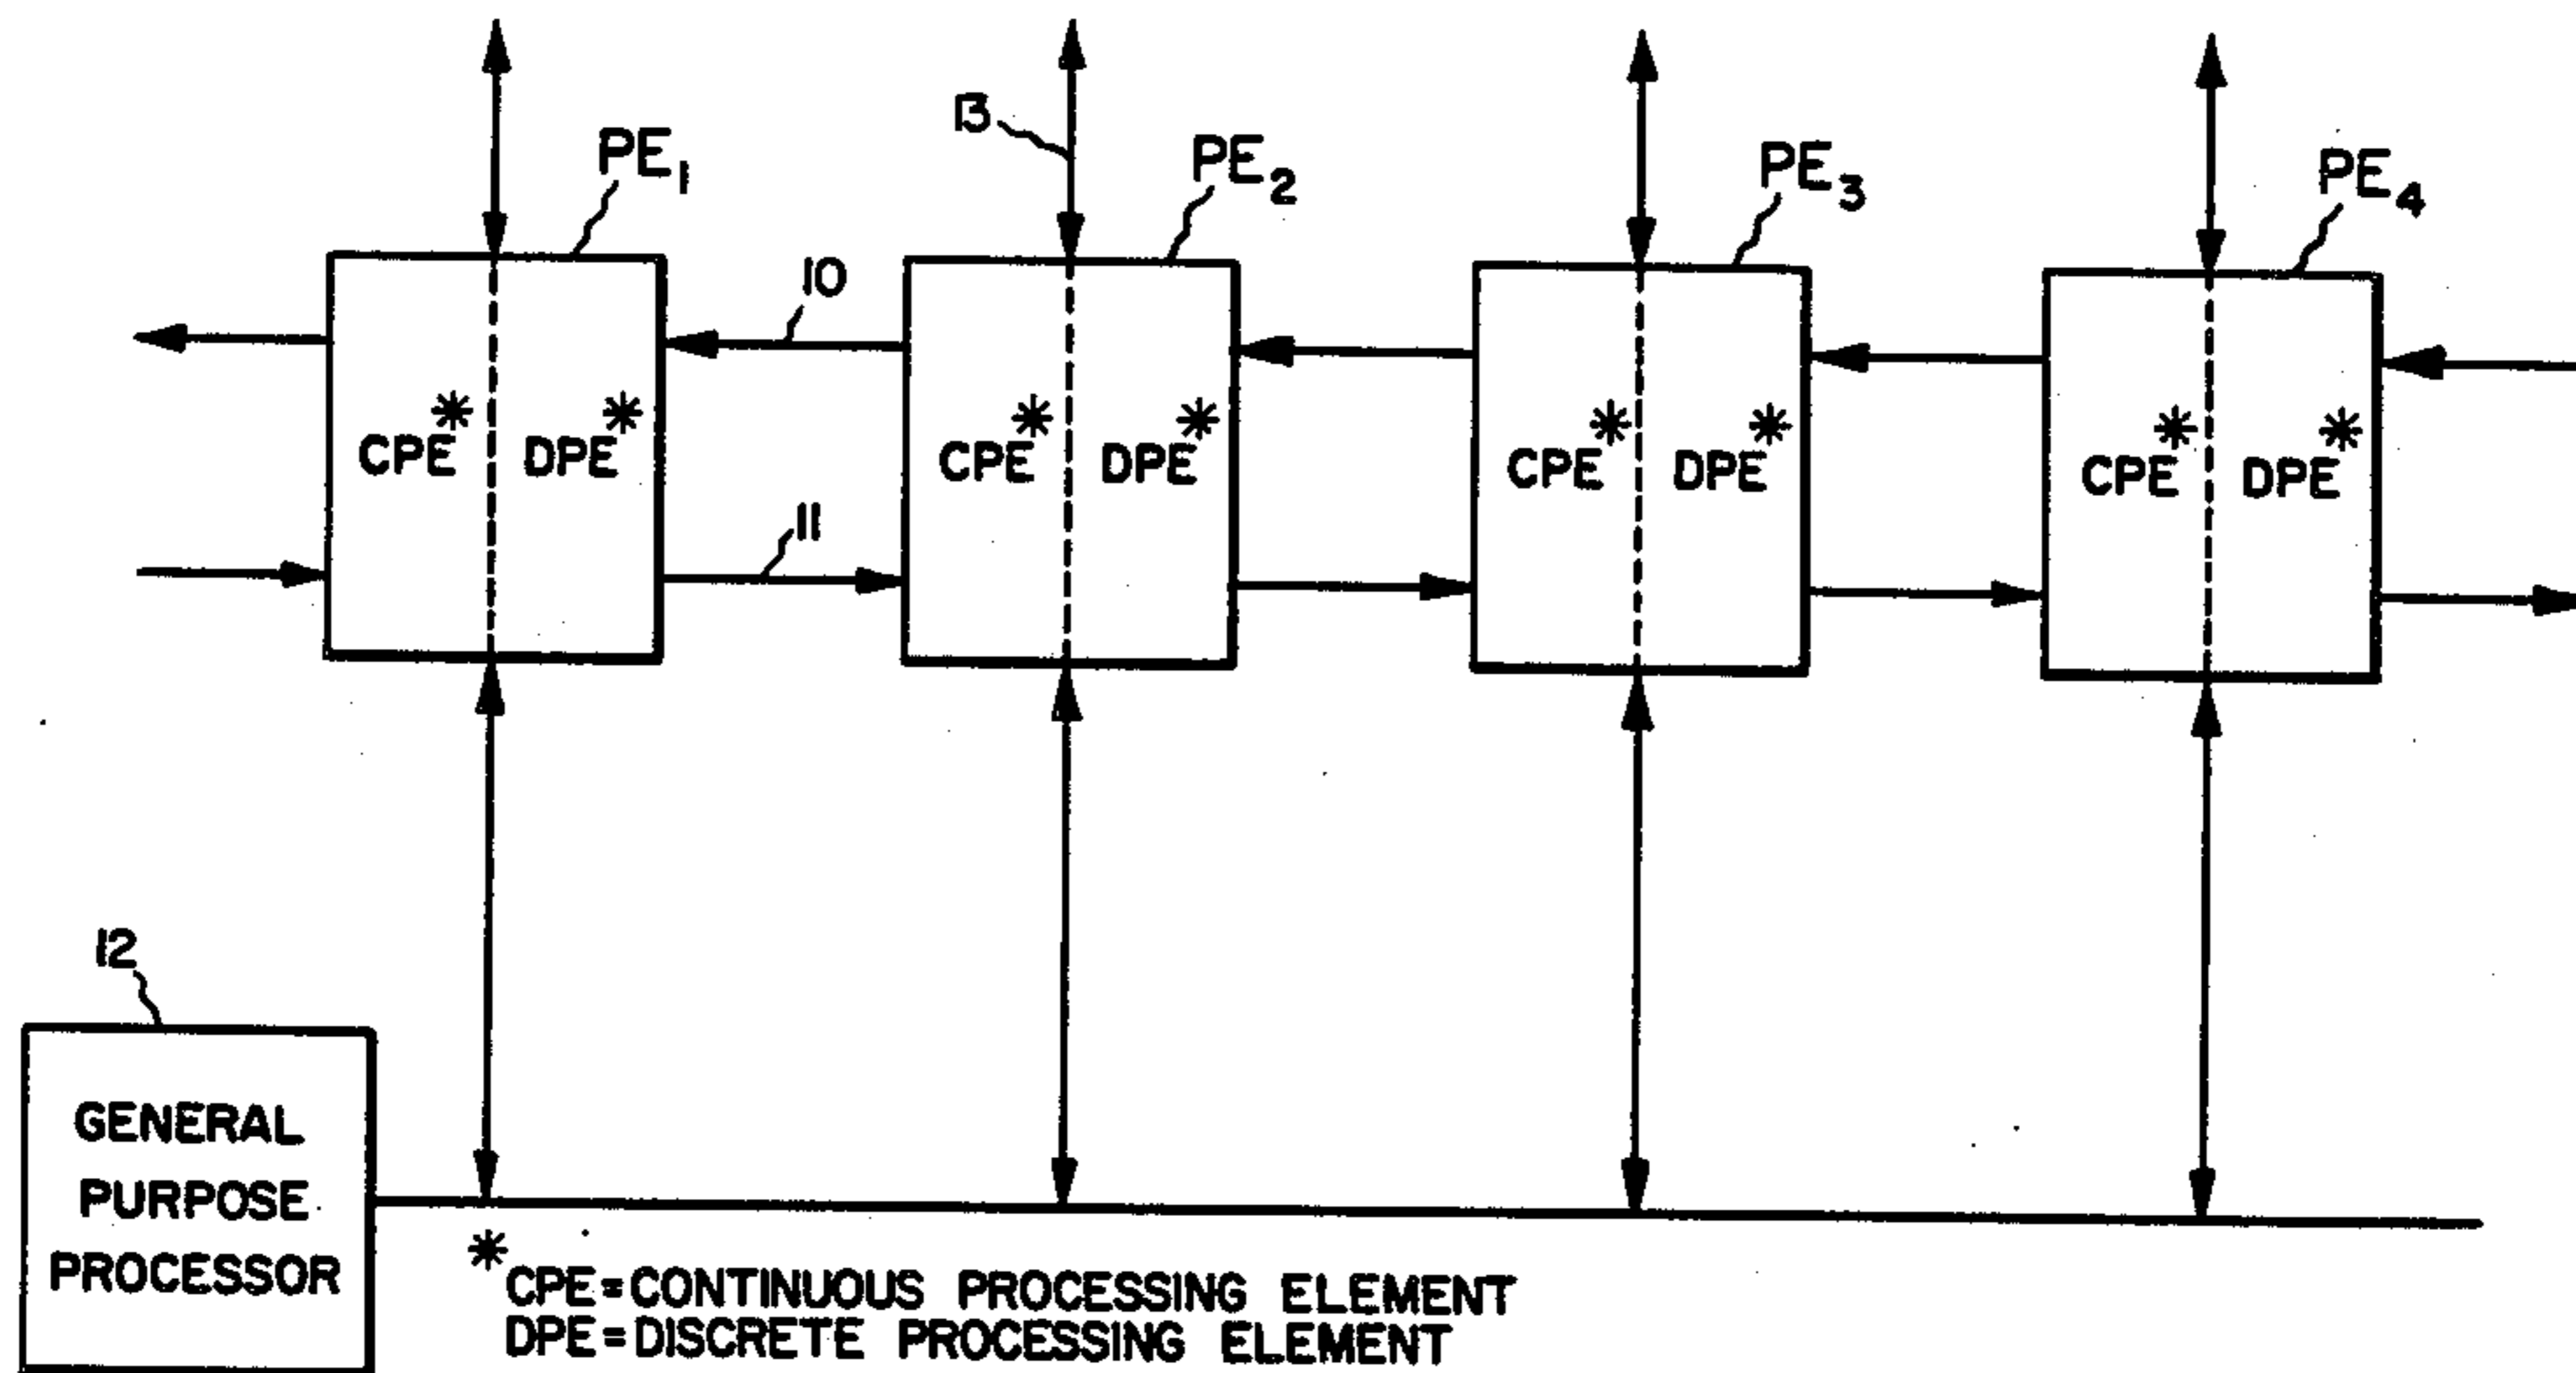 PE1
13
PE2
PE3
PE4
10
CPE* DPE*
CPE* DPE*
CPE* DPE*
CPE* DPE*
11
12
GENERAL
PURPOSE
PROCESSOR
*CPE=CONTINUOUS PROCESSING ELEMENT
DPE=DISCRETE PROCESSING ELEMENT